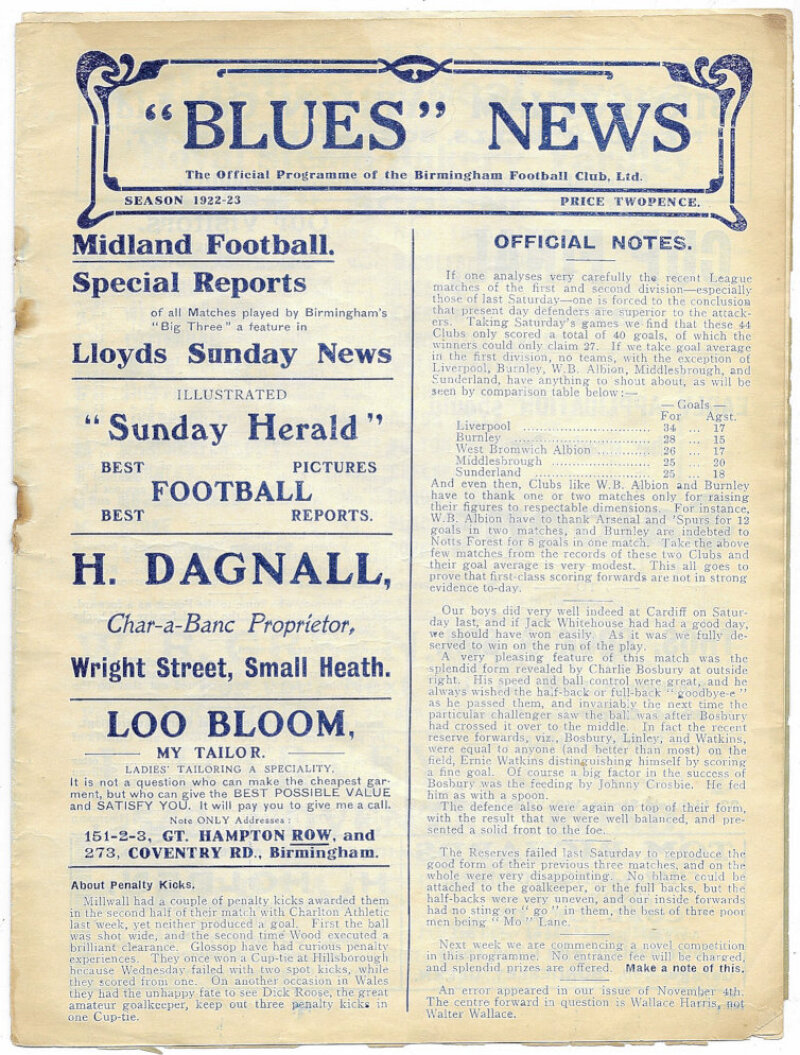 "BLUES" NEWS
The Official Programme of the Birmingham Football Club, Ltd.
SEASON 1922-23 PRICE TWOPENCE.
Midland Football.
Special Reports
of all Matches played by Birmingham's
"Big Three" a feature in
Lloyds Sunday News
ILLUSTRATED
"Sunday Herald"
BEST PICTURES
FOOTBALL
BEST REPORTS.
H. DAGNALL,
Char-a-Banc Proprietor,
Wright Street, Small Heath.
LOO BLOOM,
MY TAILOR.
LADIES' TAILORING A SPECIALITY.
It is not a question who can make the cheapest gar-
ment, but who can give the BEST POSSIBLE VALUE
and SATISFY YOU. It will pay you to give me a call.
Note ONLY Addresses:
151-2-3, GT. HAMPTON ROW, and
273, COVENTRY RD., Birmingham.
About Penalty Kicks.
Millwall had a couple of penalty kicks awarded them
in the second half of their match with Charlton Athletic
last week, yet neither produced a goal. First the ball
was shot wide, and the second time Wood executed a
brilliant clearance. Glossop have had curious penalty
experiences. They once won a Cup-tie at Hillsborough
because Wednesday failed with two spot kicks, while
they scored from one. On another occasion in Wales
they had the unhappy fate to see Dick Roose, the great
amateur goalkeeper, keep out three penalty kicks in
one Cup-tie.
OFFICIAL NOTES.
If one analyses very carefully the recent League
matches of the first and second division—especially
those of last Saturday—one is forced to the conclusion
that present day defenders are superior to the attack-
ers. Taking Saturday's games we find that these 44
Clubs only scored a total of 40 goals, of which the
winners could only claim 27. If we take goal average
in the first division, no teams, with the exception of
Liverpool, Burnley, W.B. Albion, Middlesbrough, and
Sunderland, have anything to shout about, as will be
seen by comparison table below:—
— Goals —
For Agst.
Liverpool .............................. 34 ... 17
Burnley .................................. 28 ... 15
West Bromwich Albion ............... 26 ... 17
Middlesbrough ........................ 25 ... 20
Sunderland .............................. 25 ... 18
And even then, Clubs like W.B. Albion and Burnley
have to thank one or two matches only for raising
their figures to respectable dimensions. For instance,
W.B. Albion have to thank Arsenal and 'Spurs for 12
goals in two matches, and Burnley are indebted to
Notts Forest for 8 goals in one match. Take the above
few matches from the records of these two Clubs and
their goal average is very modest. This all goes to
prove that first-class scoring forwards are not in strong
evidence to-day.
Our boys did very well indeed at Cardiff on Satur-
day last, and if Jack Whitehouse had had a good day,
we should have won easily. As it was we fully de-
served to win on the run of the play.
A very pleasing feature of this match was the
splendid form revealed by Charlie Bosbury at outside
right. His speed and ball control were great, and he
always wished the half-back or full-back "goodbye-e"
as he passed them, and invariably the next time the
particular challenger saw the ball was after Bosbury
had crossed it over to the middle. In fact the recent
reserve forwards, viz., Bosbury, Linley, and Watkins,
were equal to anyone (and better than most) on the
field, Ernie Watkins distinguishing himself by scoring
a fine goal. Of course a big factor in the success of
Bosbury was the feeding by Johnny Crosbie. He fed
him as with a spoon.
The defence also were again on top of their form,
with the result that we were well balanced, and pre-
sented a solid front to the foe.
The Reserves failed last Saturday to reproduce the
good form of their previous three matches, and on the
whole were very disappointing. No blame could be
attached to the goalkeeper, or the full backs, but the
half-backs were very uneven, and our inside forwards
had no sting or "go" in them, the best of three poor
men being "Mo" Lane.
Next week we are commencing a novel competition
in this programme. No entrance fee will be charged,
and splendid prizes are offered. Make a note of this.
An error appeared in our issue of November 4th.
The centre forward in question is Wallace Harris, not
Walter Wallace.